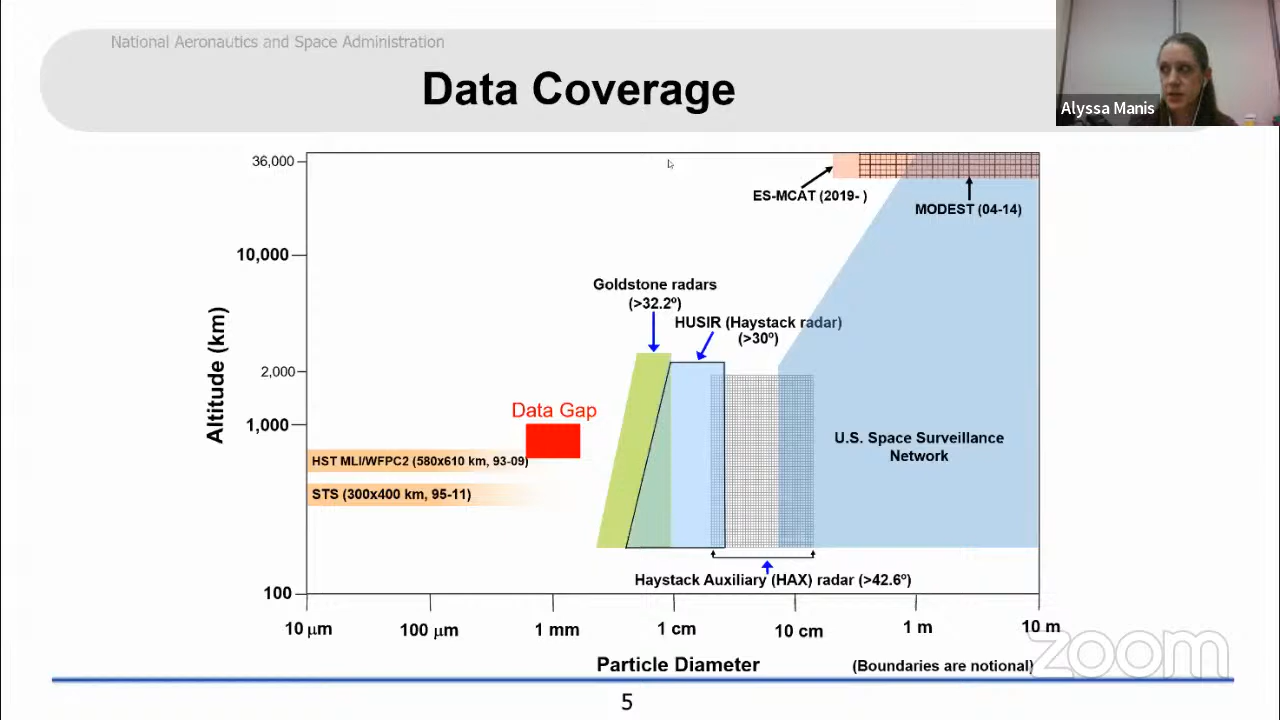 National Aeronautics and Space Administration
Data Coverage
Alyssa Manis
36,000
ES-MCAT (2019- )
MODEST (04-14)
10,000
Goldstone radars
(>32.2º)
HUSIR (Haystack radar)
(>30º)
Altitude (km)
2,000
Data Gap
1,000
U.S. Space Surveillance
Network
HST MLI/WFPC2 (580x610 km, 93-09)
STS (300x400 km, 95-11)
Haystack Auxiliary (HAX) radar (>42.6º)
100
10 µm
100 µm
1 mm
1 cm
10 cm
1 m
10 m
Particle Diameter
(Boundaries are notional)
zoom
5